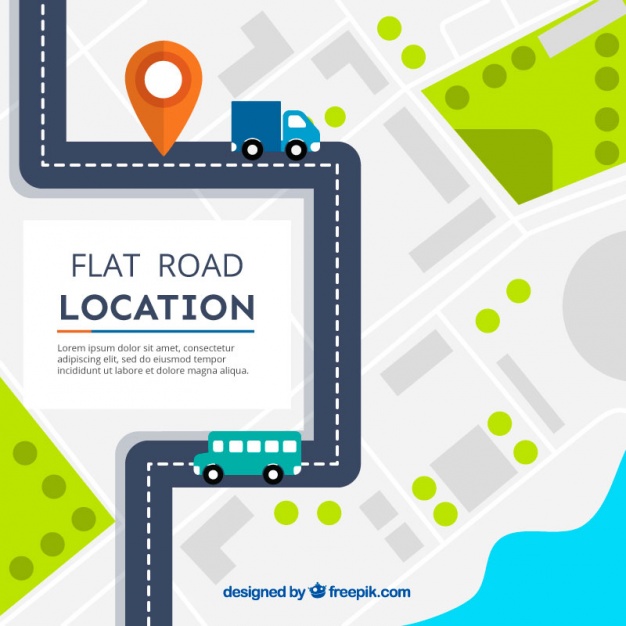 FLAT ROAD
LOCATION
Lorem ipsum dolor sit amet, consectetur
adipiscing elit, sed do eiusmod tempor
incididunt ut labore et dolore magna aliqua.
designed by freepik.com